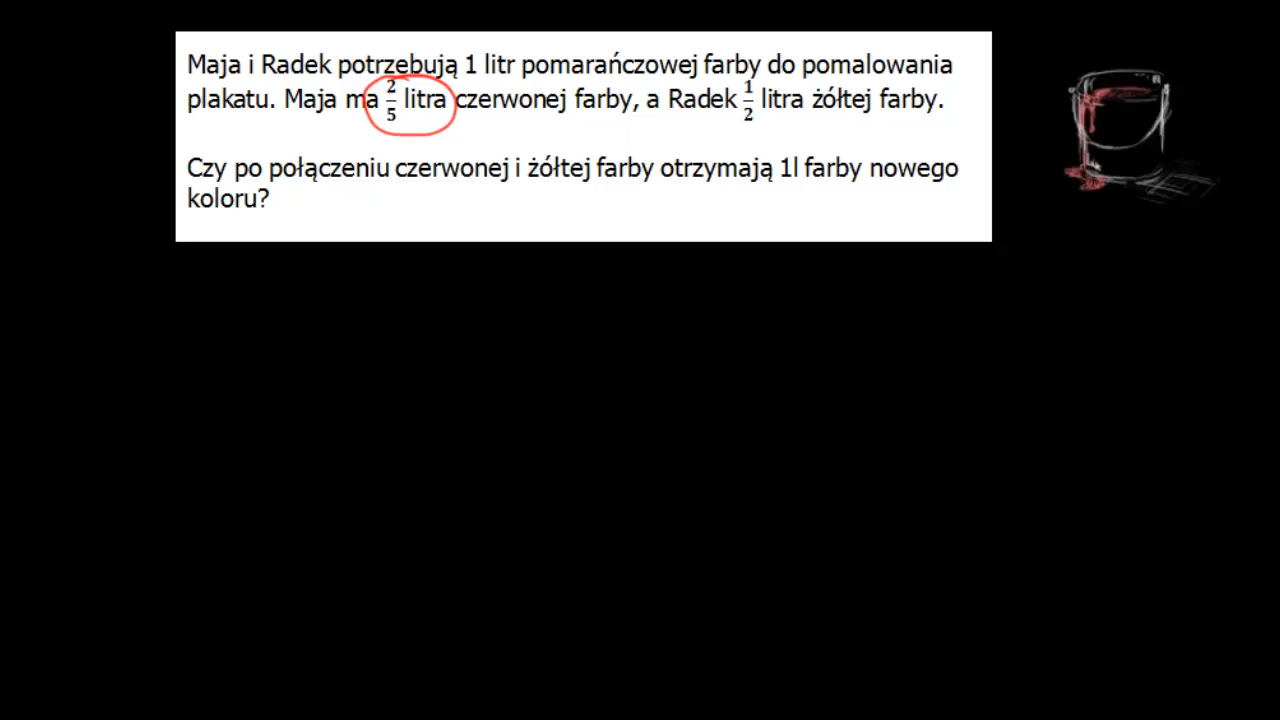 Maja i Radek potrzebują 1 litr pomarańczowej farby do pomalowania
plakatu. Maja ma 2/5 litra czerwonej farby, a Radek 1/2 litra żółtej farby.
Czy po połączeniu czerwonej i żółtej farby otrzymają 1l farby nowego
koloru?